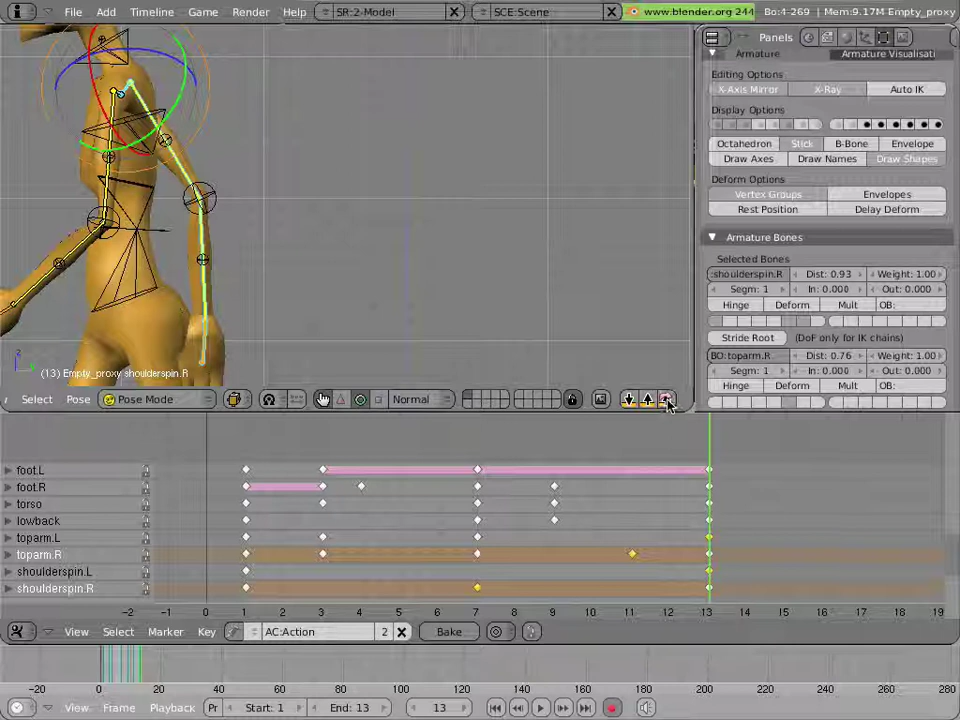 File Add Timeline Game Render Help SR:2-Model SCE:Scene www.blender.org 244 Bo:4-269 | Mem:9.17M Empty_proxy
Panels
Armature Armature Visualisati
Editing Options
X-Axis Mirror X-Ray Auto IK
Display Options
Octahedron Stick B-Bone Envelope
Draw Axes Draw Names Draw Shapes
Deform Options
Vertex Groups Envelopes
Rest Position Delay Deform
Armature Bones
Selected Bones
:shoulderspin.R Dist: 0.93 Weight: 1.00
Segm: 1 In: 0.000 Out: 0.000
Hinge Deform Mult OB:
Stride Root (DoF only for IK chains)
BO:toparm.R Dist: 0.76 Weight: 1.00
Segm: 1 In: 0.000 Out: 0.000
Hinge Deform Mult OB:
(13) Empty_proxy shoulderspin.R
Select Pose Pose Mode Normal
foot.L
foot.R
torso
lowback
toparm.L
toparm.R
shoulderspin.L
shoulderspin.R
-2 -1 0 1 2 3 4 5 6 7 8 9 10 11 12 13 14 15 16 17 18 19
View Select Marker Key AC:Action 2 Bake
-20 0 20 40 60 80 100 120 140 160 180 200 220 240 260 280
View Frame Playback Pr Start: 1 End: 13 13